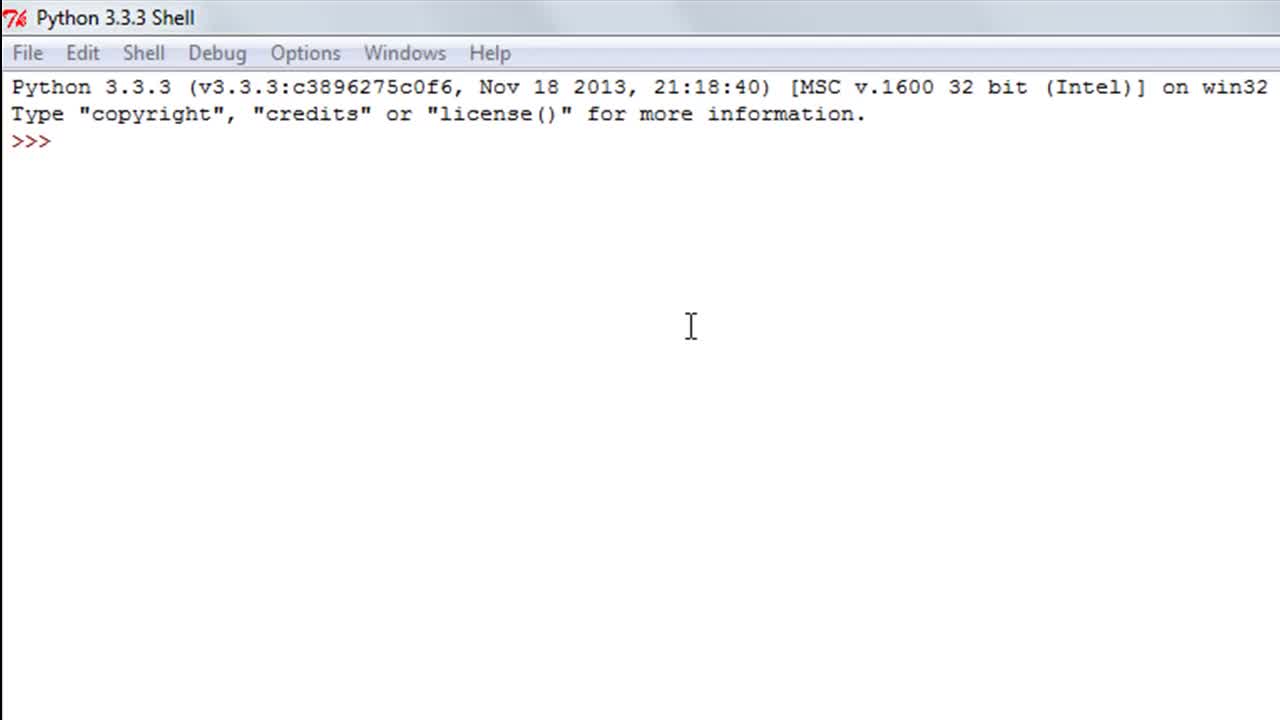 Python 3.3.3 Shell
File Edit Shell Debug Options Windows Help
Python 3.3.3 (v3.3.3:c3896275c0f6, Nov 18 2013, 21:18:40) [MSC v.1600 32 bit (Intel)] on win32
Type "copyright", "credits" or "license()" for more information.
>>>